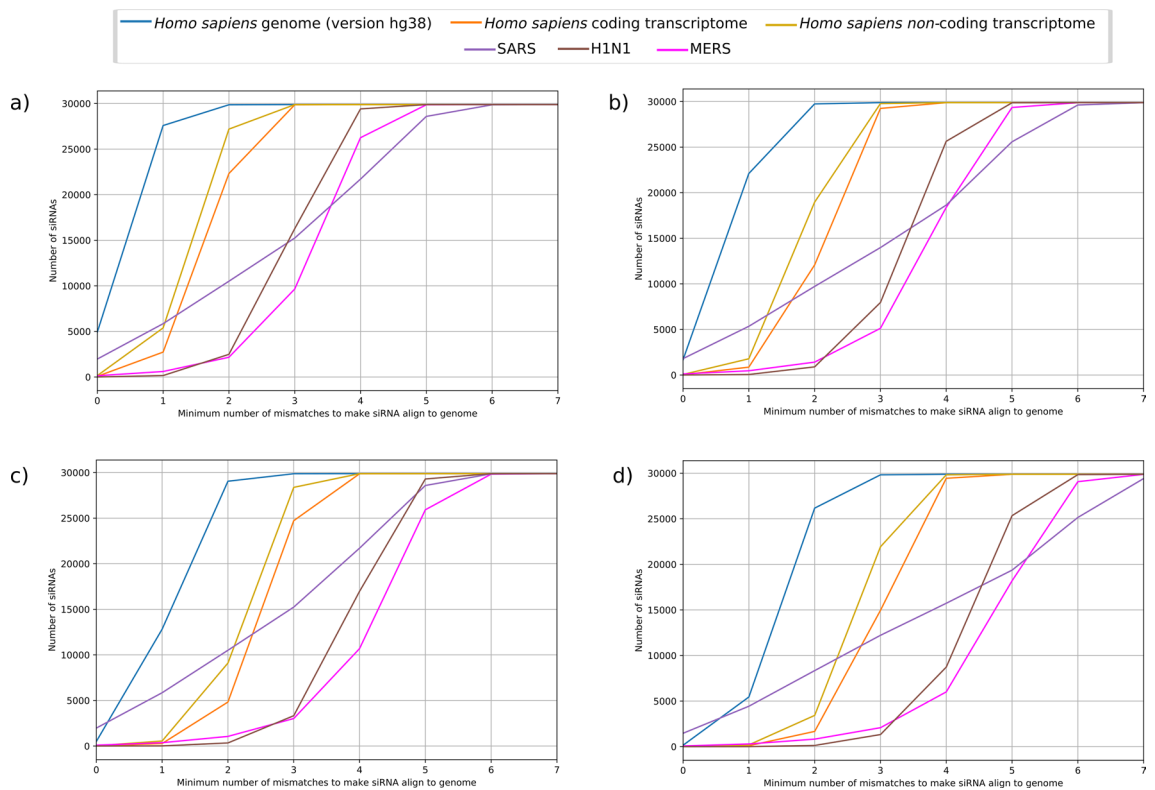 Homo sapiens genome (version hg38) Homo sapiens coding transcriptome Homo sapiens non-coding transcriptome
SARS H1N1 MERS
a)
30000
25000
20000
15000
10000
5000
0
Number of siRNAs
0 1 2 3 4 5 6 7
Minimum number of mismatches to make siRNA align to genome
b)
30000
25000
20000
15000
10000
5000
0
Number of siRNAs
0 1 2 3 4 5 6 7
Minimum number of mismatches to make siRNA align to genome
c)
30000
25000
20000
15000
10000
5000
0
Number of siRNAs
0 1 2 3 4 5 6 7
Minimum number of mismatches to make siRNA align to genome
d)
30000
25000
20000
15000
10000
5000
0
Number of siRNAs
0 1 2 3 4 5 6 7
Minimum number of mismatches to make siRNA align to genome